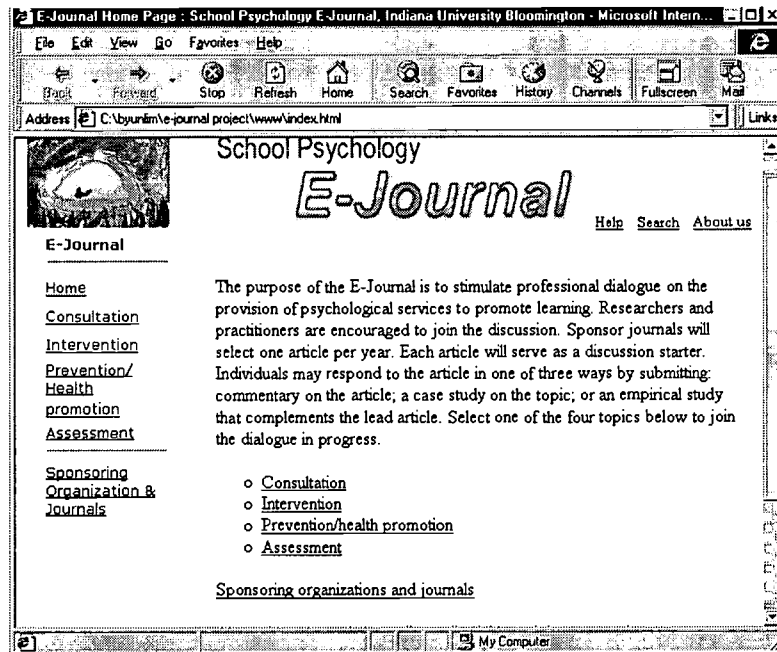 E-Journal Home Page : School Psychology E-Journal, Indiana University Bloomington - Microsoft Intern...
File Edit View Go Favorites Help
Back Forward Stop Refresh Home Search Favorites History Channels Fullscreen Mail
Address C:\byunlim\e-journal project\www\index.html Links
School Psychology
E-Journal
Help Search About us
E-Journal
Home
Consultation
Intervention
Prevention/
Health
promotion
Assessment
Sponsoring
Organization &
Journals
The purpose of the E-Journal is to stimulate professional dialogue on the
provision of psychological services to promote learning. Researchers and
practitioners are encouraged to join the discussion. Sponsor journals will
select one article per year. Each article will serve as a discussion starter.
Individuals may respond to the article in one of three ways by submitting:
commentary on the article; a case study on the topic; or an empirical study
that complements the lead article. Select one of the four topics below to join
the dialogue in progress.
Consultation
Intervention
Prevention/health promotion
Assessment
Sponsoring organizations and journals
My Computer